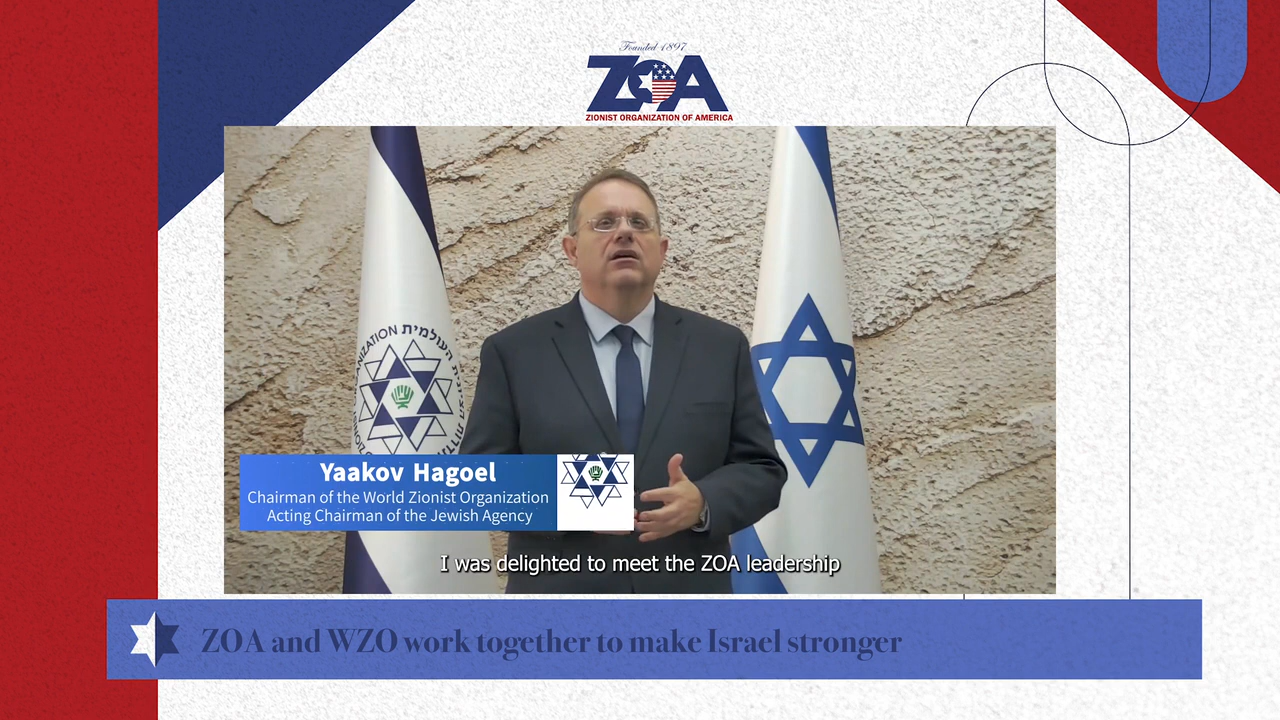 Founded 1897
ZOA
ZIONIST ORGANIZATION OF AMERICA
העולמית
Yaakov Hagoel
Chairman of the World Zionist Organization
Acting Chairman of the Jewish Agency
I was delighted to meet the ZOA leadership
ZOA and WZO work together to make Israel stronger